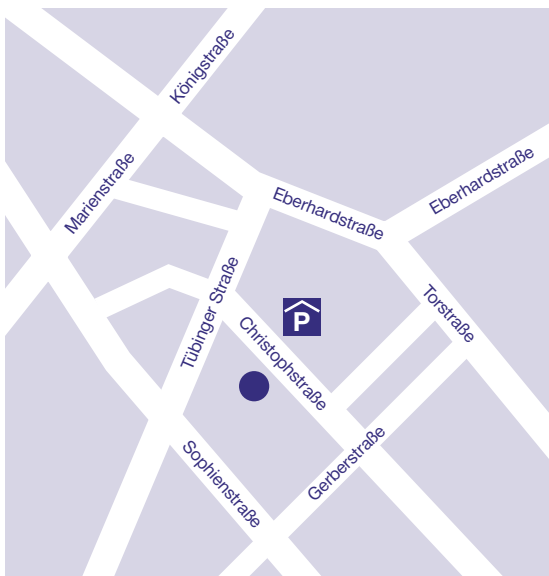 Königstraße
Marienstraße
Eberhardstraße
Eberhardstraße
Tübinger Straße
Torstraße
P
Christophstraße
Gerberstraße
Sophienstraße